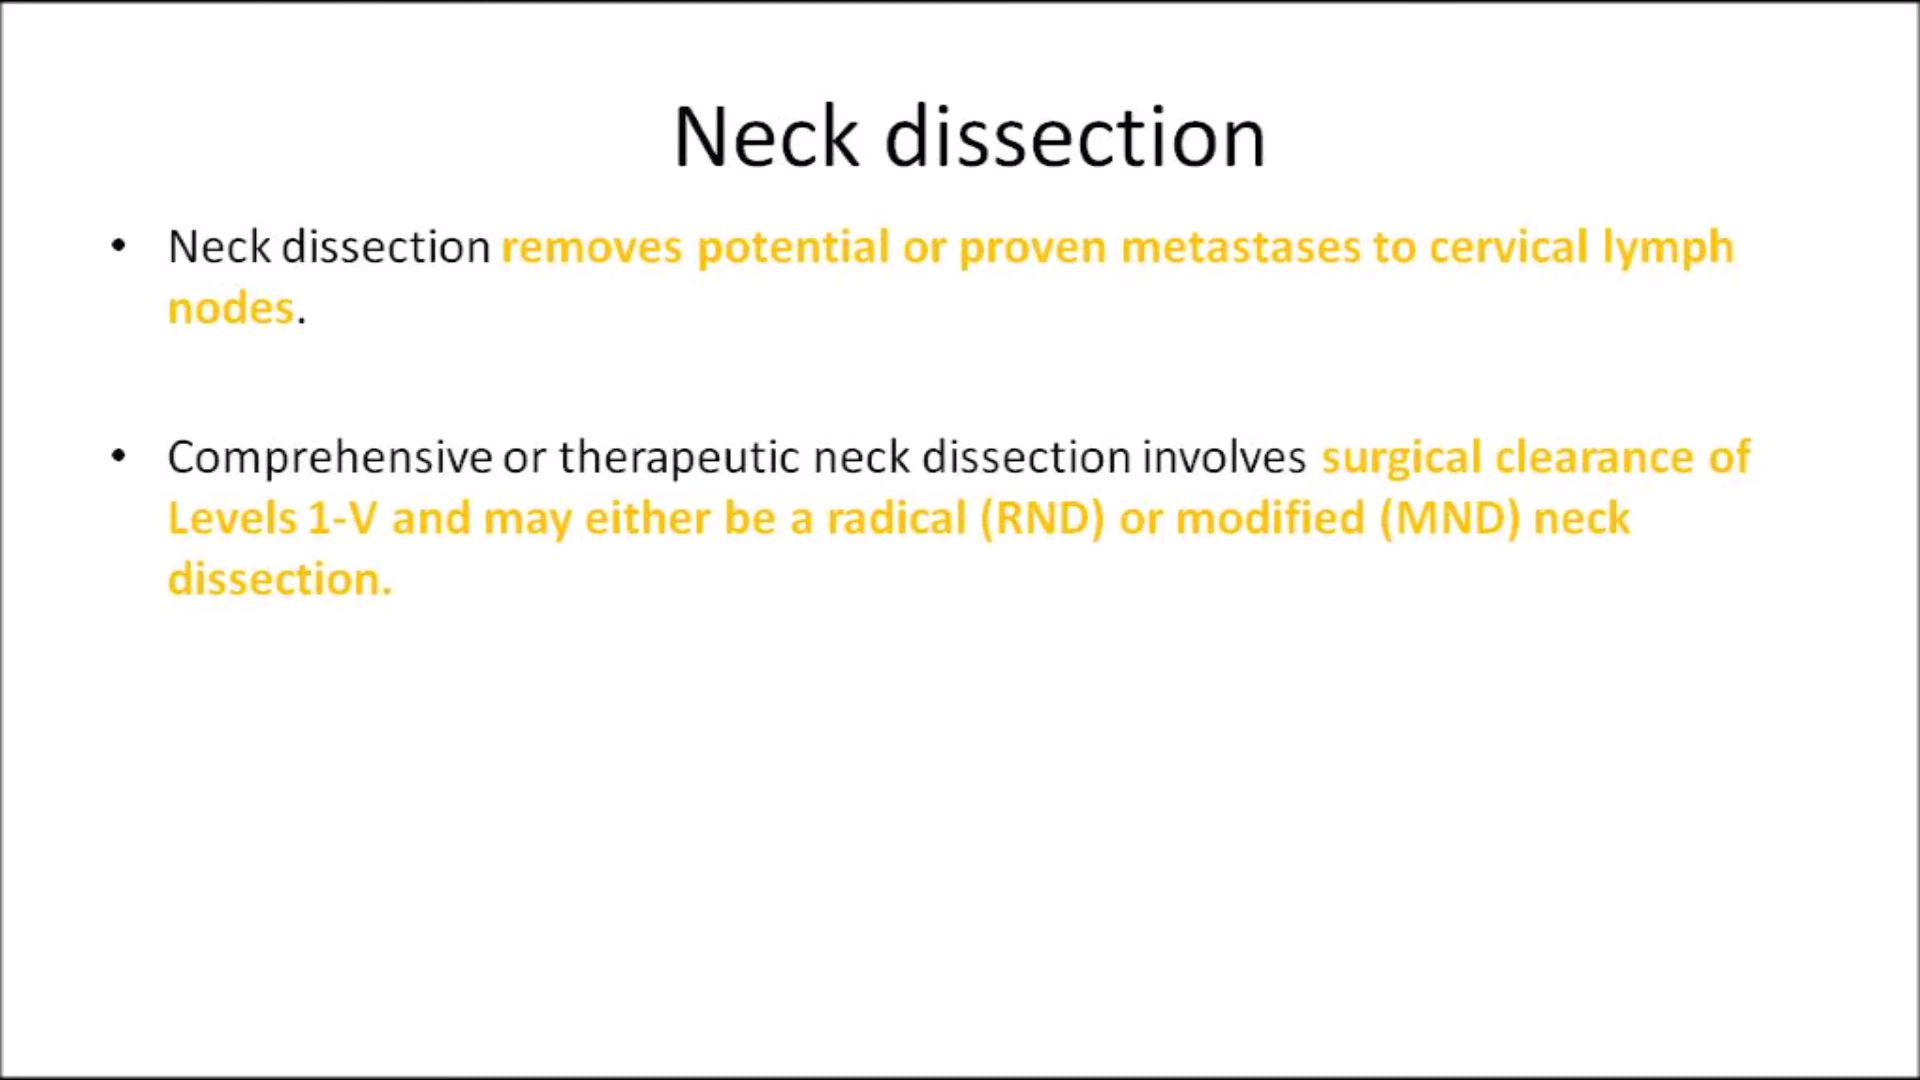 Neck dissection
• Neck dissection removes potential or proven metastases to cervical lymph
nodes.
• Comprehensive or therapeutic neck dissection involves surgical clearance of
Levels 1-V and may either be a radical (RND) or modified (MND) neck
dissection.